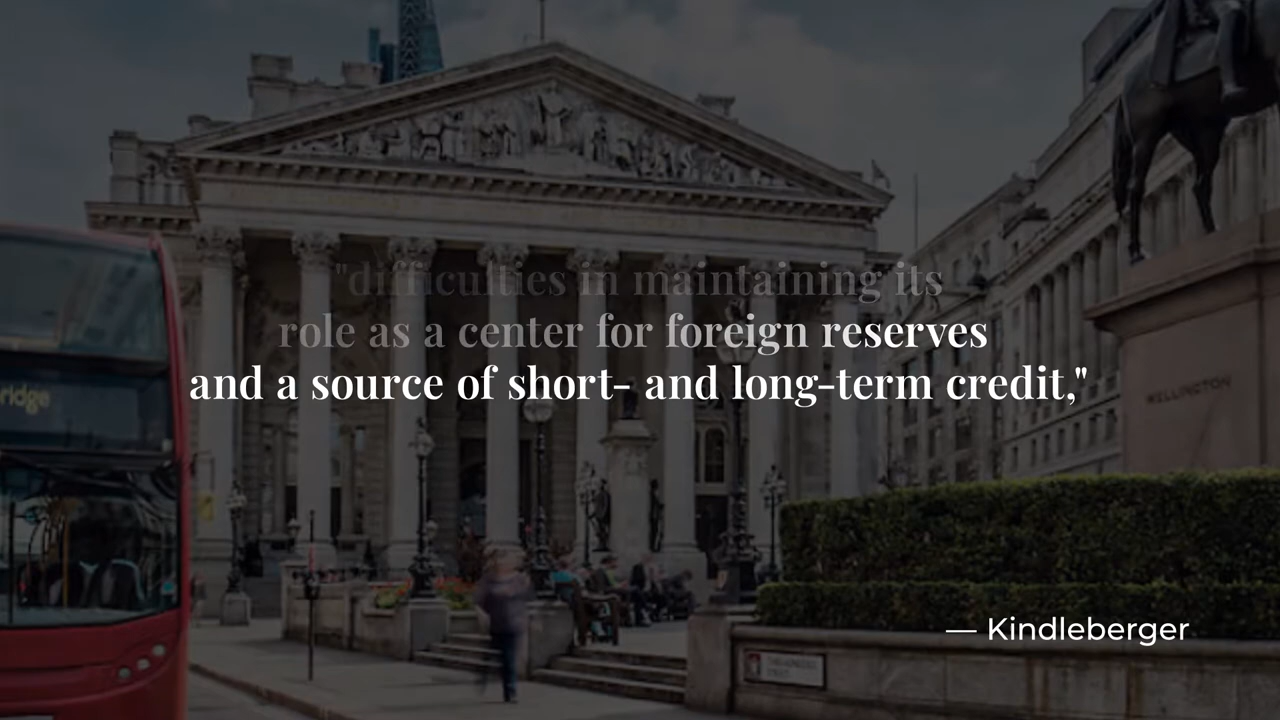 "difficulties in maintaining its
role as a center for foreign reserves
and a source of short- and long-term credit,"
ridge
WELLINGTON
— Kindleberger